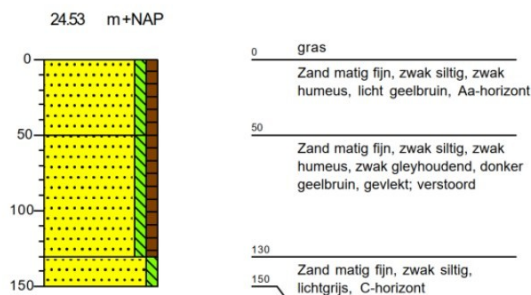 24.53 m+NAP
0
50
100
150
0 gras
Zand matig fijn, zwak siltig, zwak
humeus, licht geelbruin, Aa-horizont
50
Zand matig fijn, zwak siltig, zwak
humeus, zwak gleyhoudend, donker
geelbruin, gevlekt; verstoord
130
Zand matig fijn, zwak siltig,
150
lichtgrijs, C-horizont